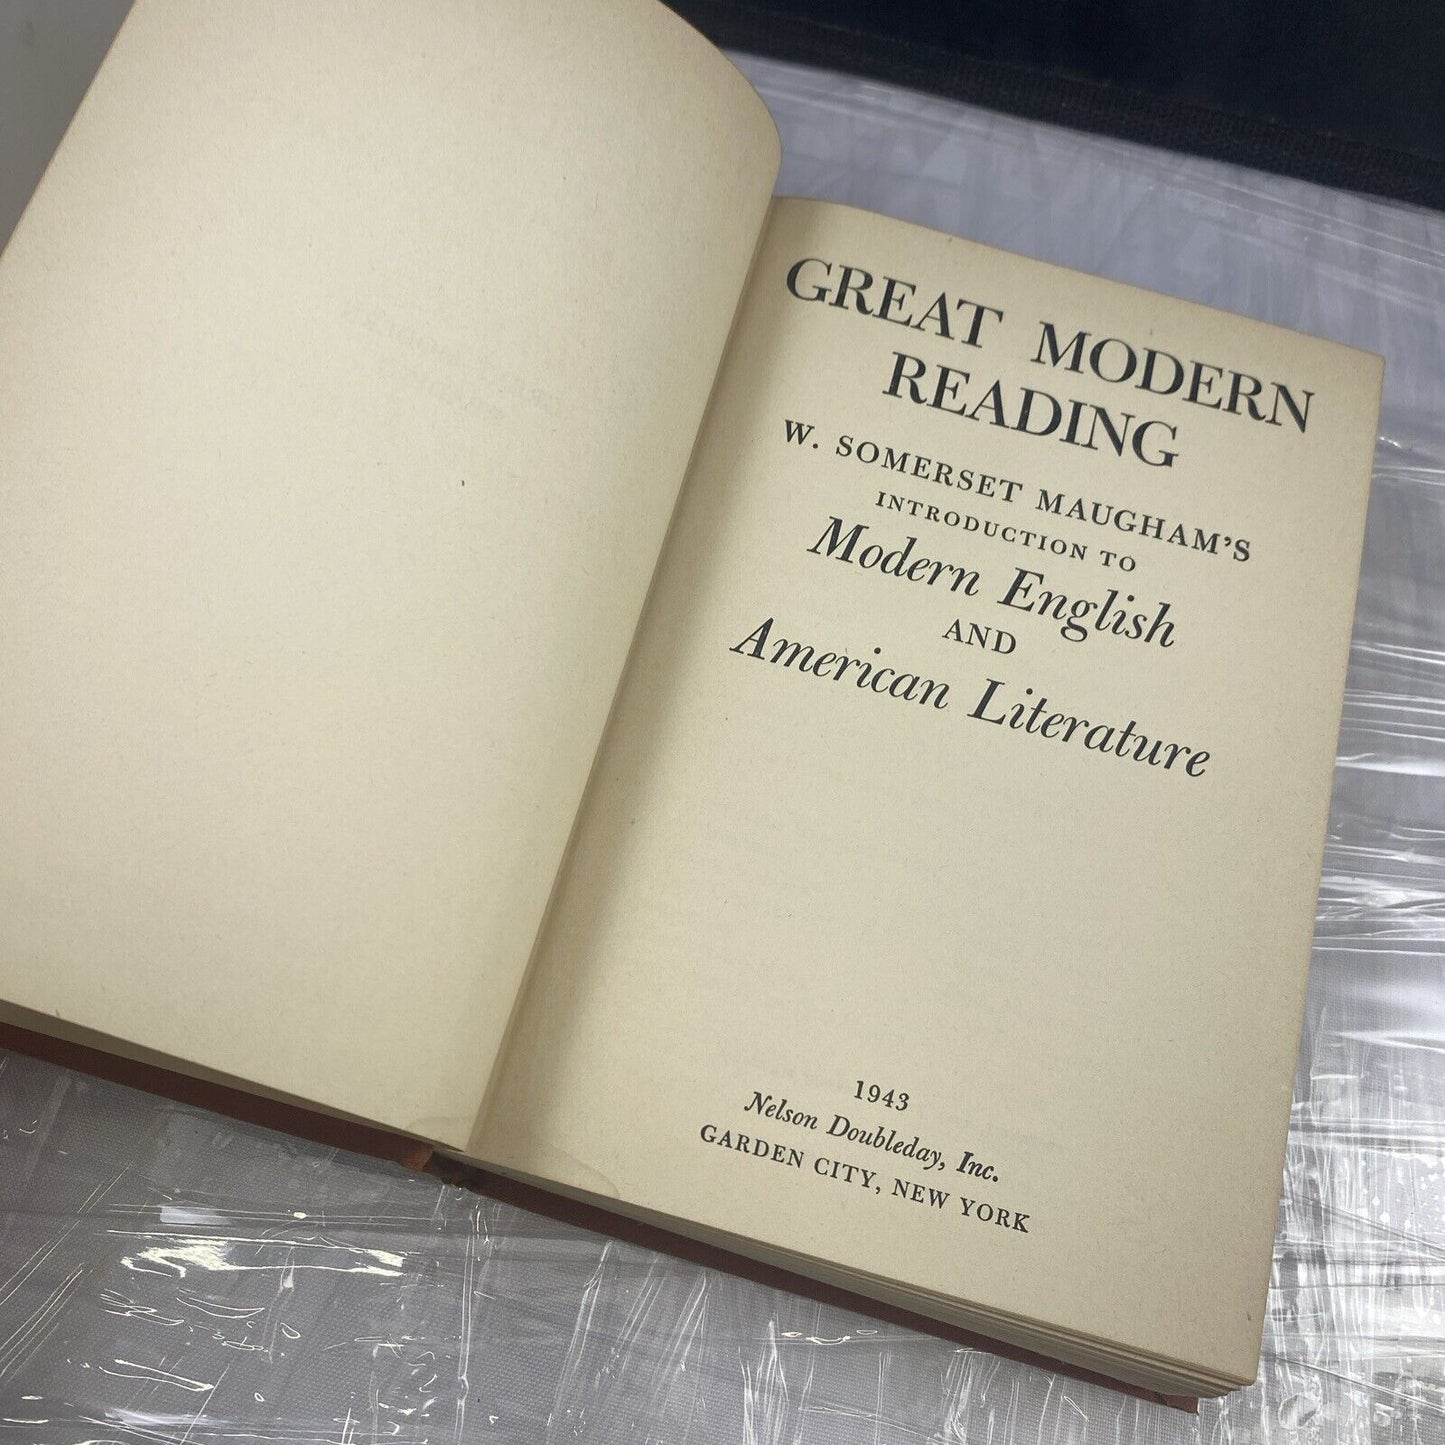 GREAT MODERN
READING
W. SOMERSET MAUGHAM'S
INTRODUCTION TO
Modern English
AND
American Literature
1943
Nelson Doubleday, Inc.
GARDEN CITY, NEW YORK